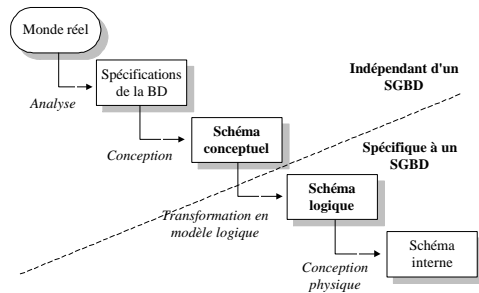 Monde réel
Spécifications
de la BD
Analyse
Indépendant d'un
SGBD
Schéma
conceptuel
Conception
Spécifique à un
SGBD
Schéma
logique
Transformation en
modèle logique
Schéma
interne
Conception
physique